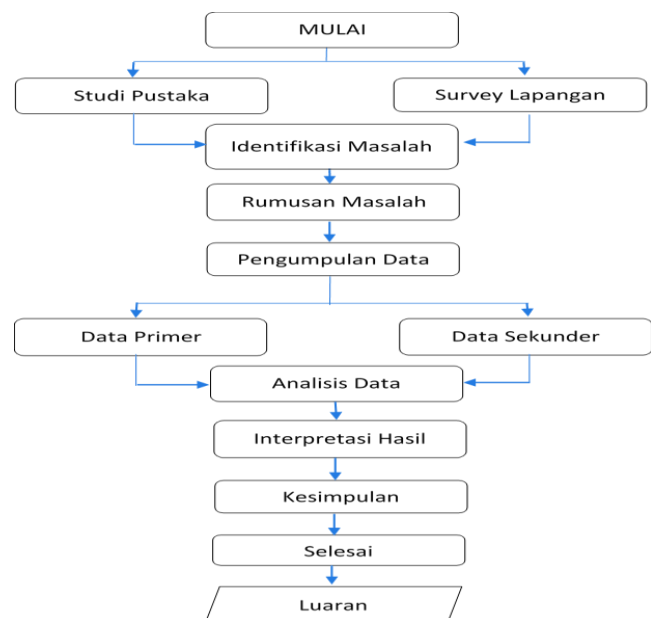 MULAI
Studi Pustaka
Survey Lapangan
Identifikasi Masalah
Rumusan Masalah
Pengumpulan Data
Data Primer
Data Sekunder
Analisis Data
Interpretasi Hasil
Kesimpulan
Selesai
Luaran